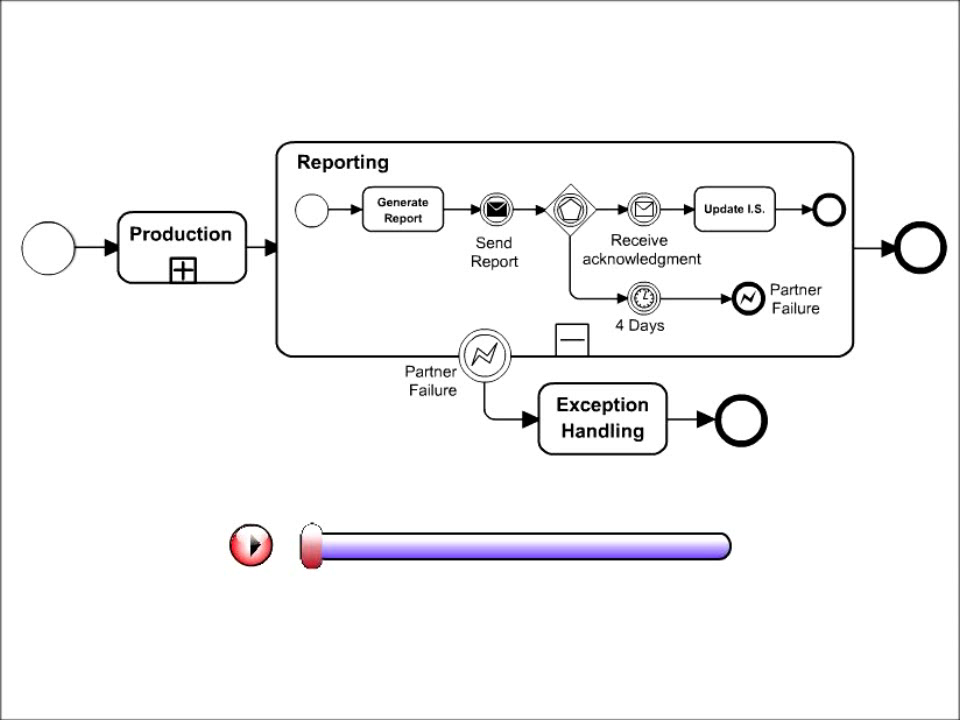 Reporting
Production
Generate
Report
Send
Report
Receive
acknowledgment
Update I.S.
4 Days
Partner
Failure
Partner
Failure
Exception
Handling